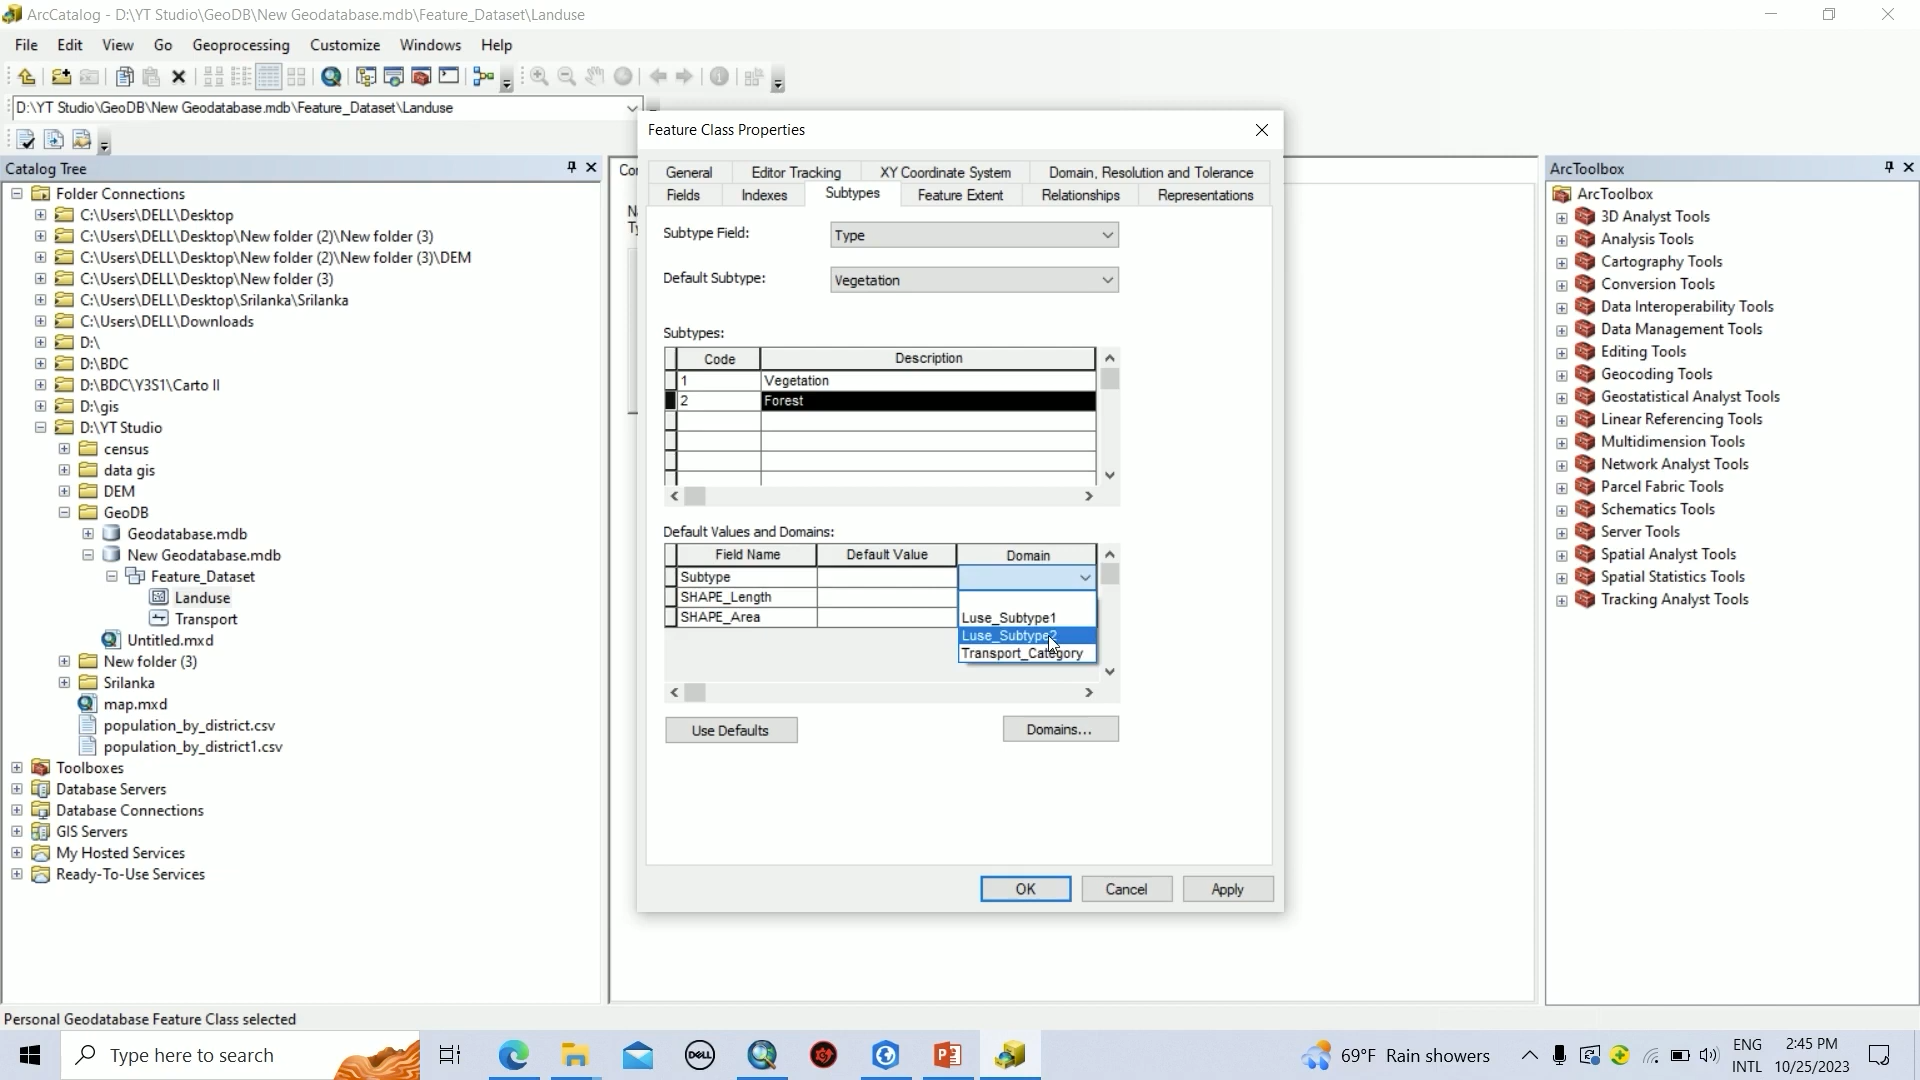 ArcCatalog - D:\YT Studio\GeoDB\New Geodatabase.mdb\Feature_Dataset\Landuse
File Edit View Go Geoprocessing Customize Windows Help
D:\YT Studio\GeoDB\New Geodatabase.mdb\Feature_Dataset\Landuse
Catalog Tree
Folder Connections
C:\Users\DELL\Desktop
C:\Users\DELL\Desktop\New folder (2)\New folder (3)
C:\Users\DELL\Desktop\New folder (2)\New folder (3)\DEM
C:\Users\DELL\Desktop\New folder (3)
C:\Users\DELL\Desktop\Srilanka\Srilanka
C:\Users\DELL\Downloads
D:\
D:\BDC
D:\BDC\Y3S1\Carto II
D:\gis
D:\YT Studio
census
data gis
DEM
GeoDB
Geodatabase.mdb
New Geodatabase.mdb
Feature_Dataset
Landuse
Transport
Untitled.mxd
New folder (3)
Srilanka
map.mxd
population_by_district.csv
population_by_district1.csv
Toolboxes
Database Servers
Database Connections
GIS Servers
My Hosted Services
Ready-To-Use Services
Feature Class Properties
General Editor Tracking XY Coordinate System Domain, Resolution and Tolerance
Fields Indexes Subtypes Feature Extent Relationships Representations
Subtype Field: Type
Default Subtype: Vegetation
Subtypes:
Code Description
1 Vegetation
2 Forest
Default Values and Domains:
Field Name Default Value Domain
Subtype
SHAPE_Length
SHAPE_Area
Luse_Subtype1
Luse_Subtype2
Transport_Category
Use Defaults Domains...
OK Cancel Apply
ArcToolbox
ArcToolbox
3D Analyst Tools
Analysis Tools
Cartography Tools
Conversion Tools
Data Interoperability Tools
Data Management Tools
Editing Tools
Geocoding Tools
Geostatistical Analyst Tools
Linear Referencing Tools
Multidimension Tools
Network Analyst Tools
Parcel Fabric Tools
Schematics Tools
Server Tools
Spatial Analyst Tools
Spatial Statistics Tools
Tracking Analyst Tools
Personal Geodatabase Feature Class selected
Type here to search
DELL
69°F Rain showers
ENG
INTL
2:45 PM
10/25/2023